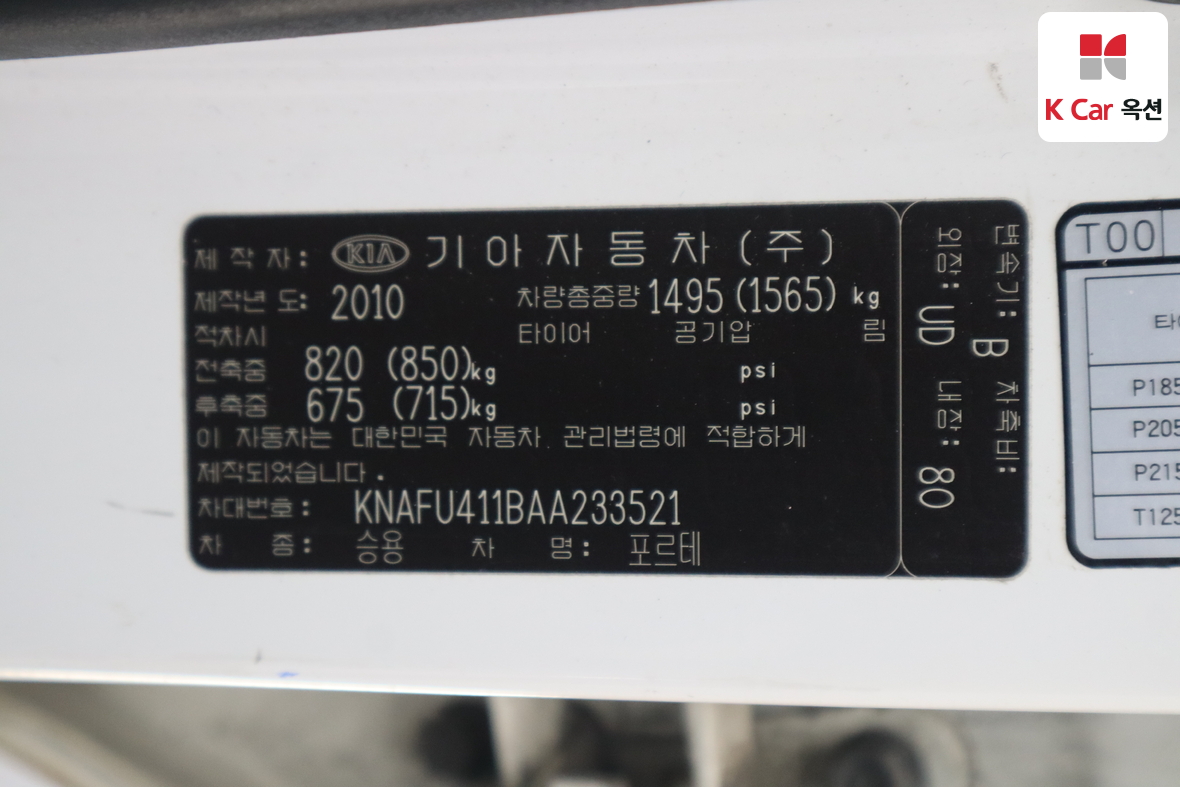 K Car 옥션
제 작 자: KIA 기 아 자 동 차 (주)
제작년 도: 2010 차량총중량 1495 (1565) kg
적차시 타이어 공기압 림
전축중 820 (850)kg psi
후축중 675 (715)kg psi
이 자동차는 대한민국 자동차 관리법령에 적합하게
제작되었습니다.
차대번호: KNAFU411BAA233521
차 종: 승용 차 명: 포르테
변속기: B 차축비:
외장: UD 내장: 80
T00
타이
P185
P205
P215
T125